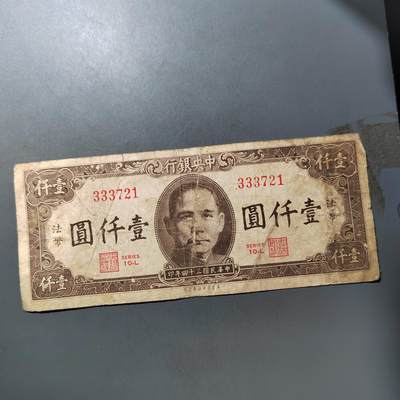 行銀央中
仟壹
仟壹
333721
333721
法幣
圓仟壹
圓仟壹
法幣
SERIES
10-L
SERIES
10-L
仟壹
仟壹
印年四十三國民華中